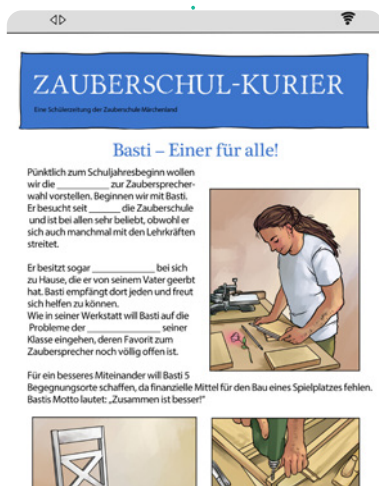 ZAUBERSCHUL-KURIER
Eine Schülerzeitung der Zauberschule Märchenland
Basti – Einer für alle!
Pünktlich zum Schuljahresbeginn wollen
wir die __________ zur Zaubersprecher-
wahl vorstellen. Beginnen wir mit Basti.
Er besucht seit ______ die Zauberschule
und ist bei allen sehr beliebt, obwohl er
sich auch manchmal mit den Lehrkräften
streitet.
Er besitzt sogar ____________ bei sich
zu Hause, die er von seinem Vater geerbt
hat. Basti empfängt dort jeden und freut
sich helfen zu können.
Wie in seiner Werkstatt will Basti auf die
Probleme der ______________ seiner
Klasse eingehen, deren Favorit zum
Zaubersprecher noch völlig offen ist.
Für ein besseres Miteinander will Basti 5
Begegnungsorte schaffen, da finanzielle Mittel für den Bau eines Spielplatzes fehlen.
Bastis Motto lautet: „Zusammen ist besser!"